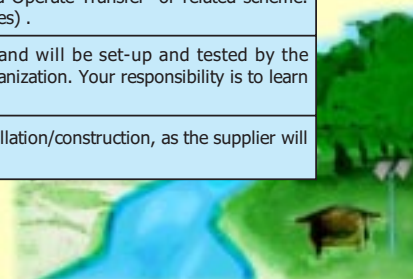 Operate Transfer" or related scheme.
es) .
and will be set-up and tested by the
anization. Your responsibility is to learn
llation/construction, as the supplier will